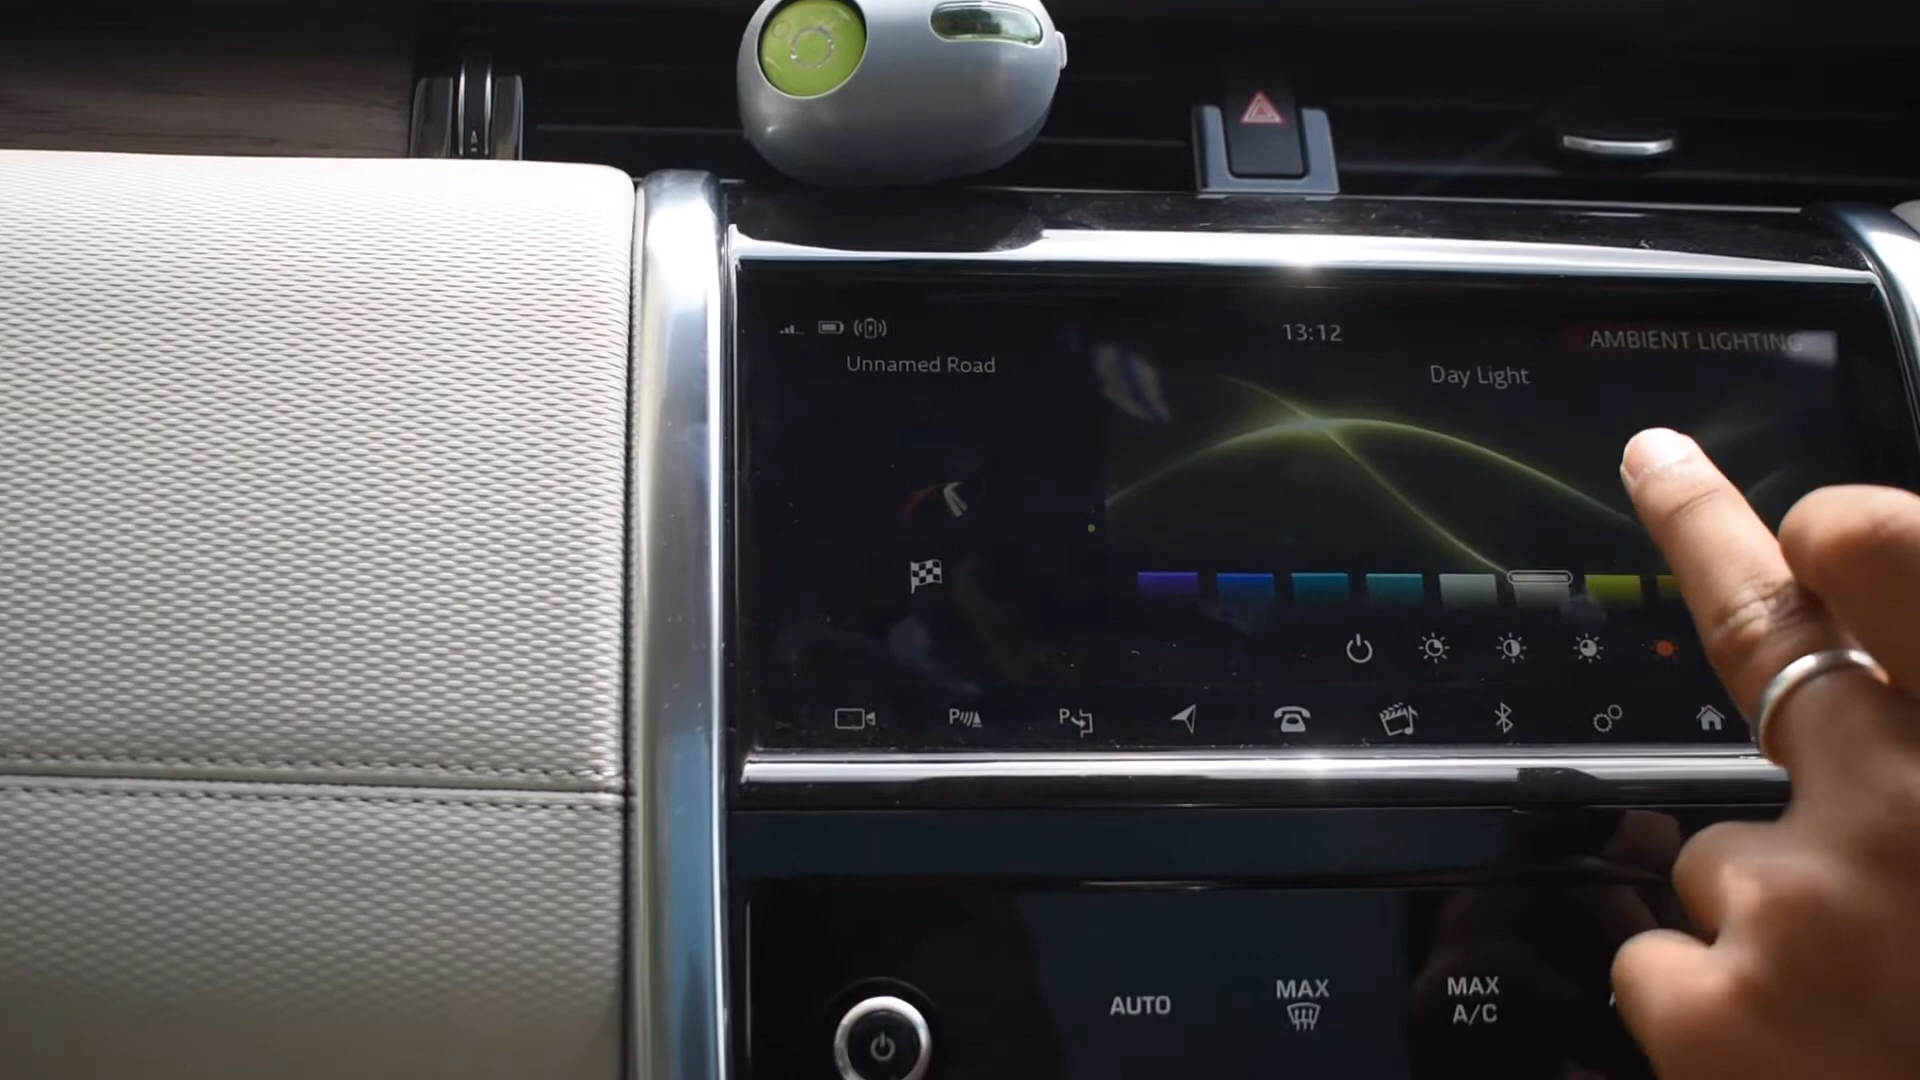 13:12
AMBIENT LIGHTING
Unnamed Road
Day Light
P
P
AUTO
MAX
MAX
A/C